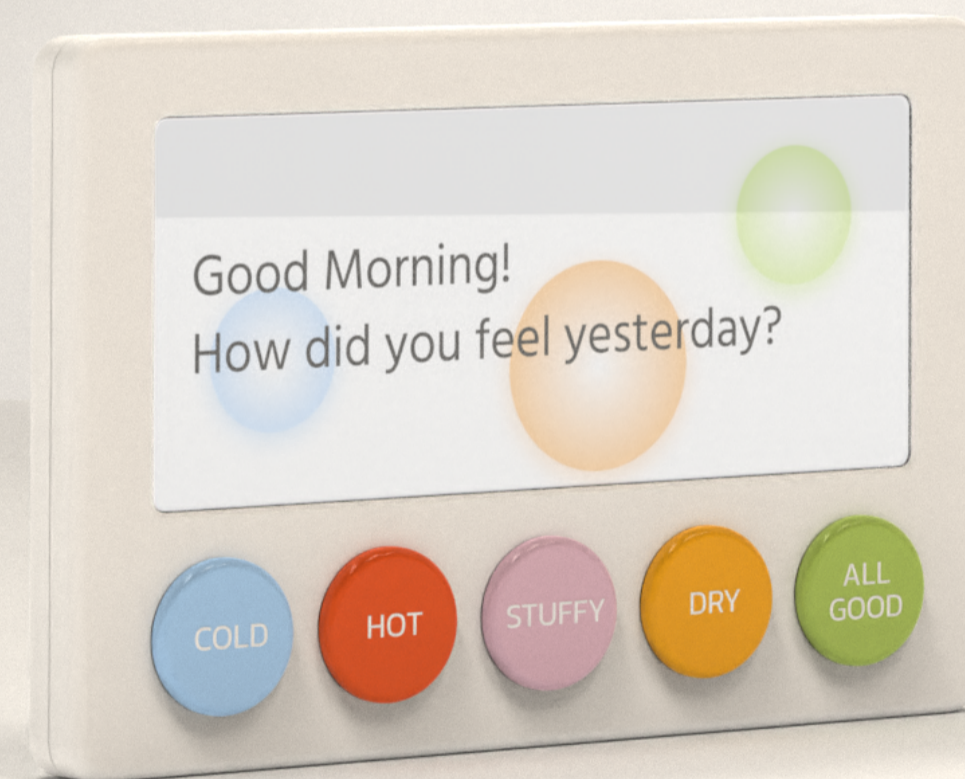 Good Morning!
How did you feel yesterday?
COLD
HOT
STUFFY
DRY
ALL
GOOD